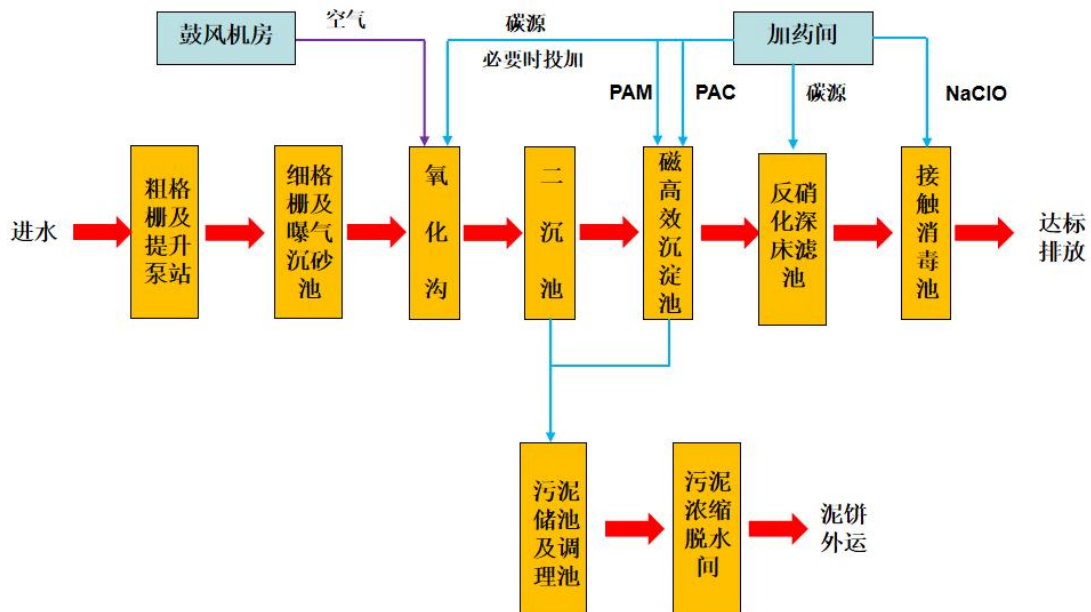 鼓风机房
空气
碳源
必要时投加
加药间
PAM
PAC
碳源
NaClO
进水
粗格
栅及
提升
泵站
细格
栅及
曝气
沉砂
池
氧
化
沟
二
沉
池
磁
高
效
沉
淀
池
反硝
化深
床滤
池
接
触
消
毒
池
达标
排放
污泥
储池
及调
理池
污泥
浓缩
脱水
间
泥饼
外运